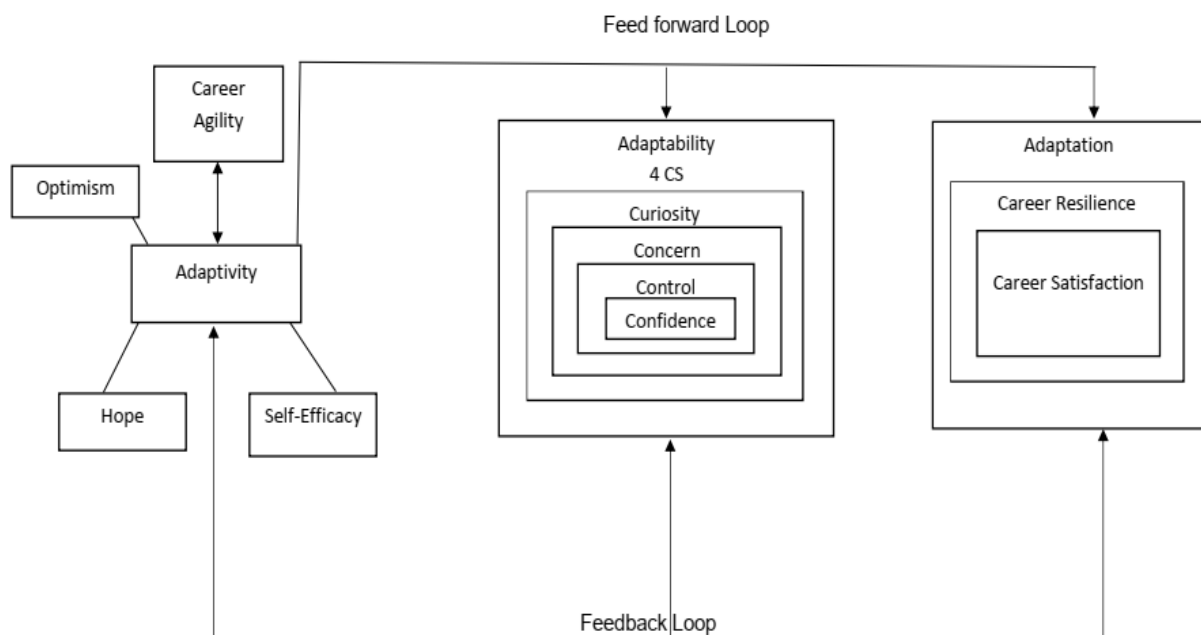 Feed forward Loop
Career
Agility
Optimism
Adaptivity
Hope
Self-Efficacy
Adaptability
4 CS
Curiosity
Concern
Control
Confidence
Adaptation
Career Resilience
Career Satisfaction
Feedback Loop